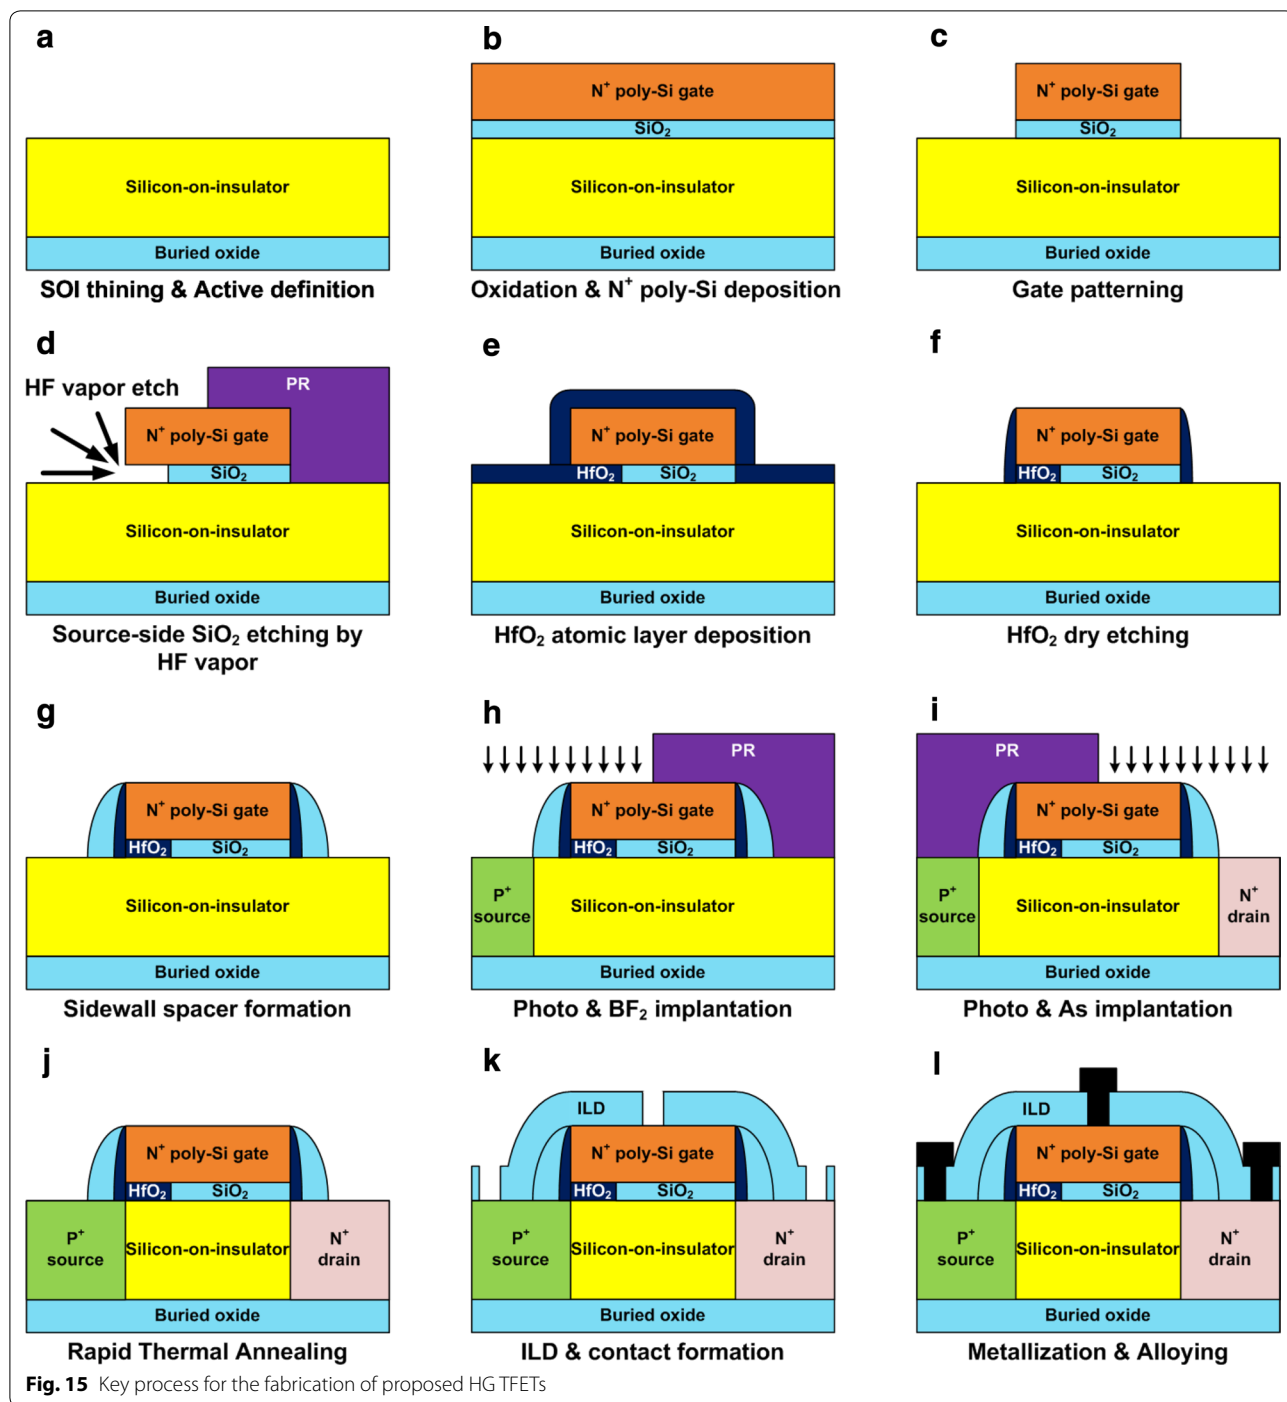 a
Silicon-on-insulator
Buried oxide
SOI thining & Active definition
b
N⁺ poly-Si gate
SiO₂
Silicon-on-insulator
Buried oxide
Oxidation & N⁺ poly-Si deposition
c
N⁺ poly-Si gate
SiO₂
Silicon-on-insulator
Buried oxide
Gate patterning
d
HF vapor etch
PR
N⁺ poly-Si gate
SiO₂
Silicon-on-insulator
Buried oxide
Source-side SiO₂ etching by
HF vapor
e
N⁺ poly-Si gate
HfO₂ SiO₂
Silicon-on-insulator
Buried oxide
HfO₂ atomic layer deposition
f
N⁺ poly-Si gate
HfO₂ SiO₂
Silicon-on-insulator
Buried oxide
HfO₂ dry etching
g
N⁺ poly-Si gate
HfO₂ SiO₂
Silicon-on-insulator
Buried oxide
Sidewall spacer formation
h
PR
N⁺ poly-Si gate
HfO₂ SiO₂
P⁺
source
Silicon-on-insulator
Buried oxide
Photo & BF₂ implantation
i
PR
N⁺ poly-Si gate
HfO₂ SiO₂
P⁺
source
Silicon-on-insulator
N⁺
drain
Buried oxide
Photo & As implantation
j
N⁺ poly-Si gate
HfO₂ SiO₂
P⁺
source
Silicon-on-insulator
N⁺
drain
Buried oxide
Rapid Thermal Annealing
k
ILD
N⁺ poly-Si gate
HfO₂ SiO₂
P⁺
source
Silicon-on-insulator
N⁺
drain
Buried oxide
ILD & contact formation
l
ILD
N⁺ poly-Si gate
HfO₂ SiO₂
P⁺
source
Silicon-on-insulator
N⁺
drain
Buried oxide
Metallization & Alloying
Fig. 15 Key process for the fabrication of proposed HG TFETs